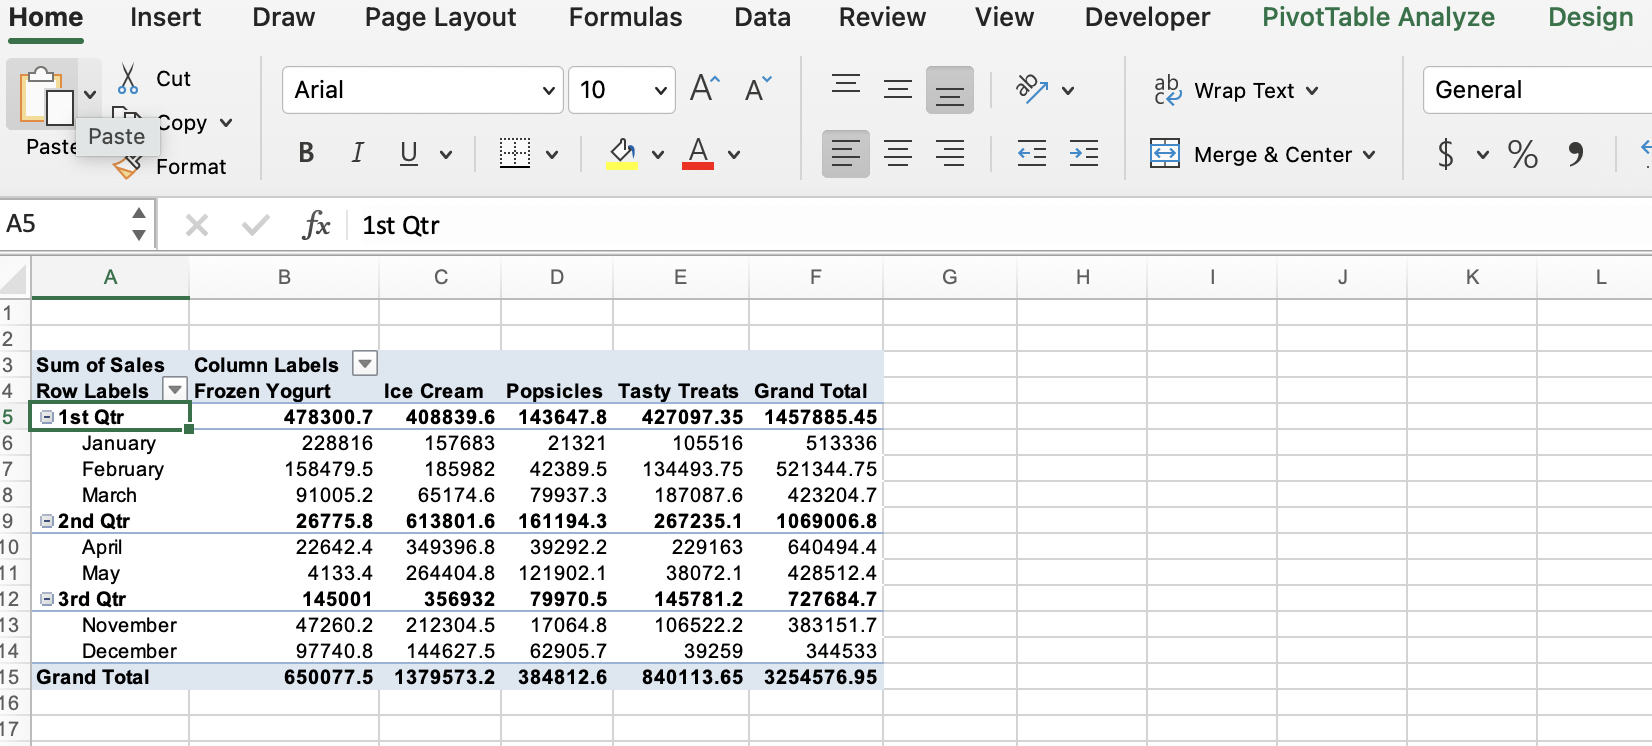 Home Insert Draw Page Layout Formulas Data Review View Developer PivotTable Analyze Design
Cut
Arial 10 A A ab Wrap Text General
Copy
Paste
Paste
B I U A Merge & Center $ % ,
Format
A5 fx 1st Qtr
A B C D E F G H I J K L
1
2
3 Sum of Sales Column Labels
4 Row Labels Frozen Yogurt Ice Cream Popsicles Tasty Treats Grand Total
5 1st Qtr 478300.7 408839.6 143647.8 427097.35 1457885.45
6 January 228816 157683 21321 105516 513336
7 February 158479.5 185982 42389.5 134493.75 521344.75
8 March 91005.2 65174.6 79937.3 187087.6 423204.7
9 2nd Qtr 26775.8 613801.6 161194.3 267235.1 1069006.8
10 April 22642.4 349396.8 39292.2 229163 640494.4
11 May 4133.4 264404.8 121902.1 38072.1 428512.4
12 3rd Qtr 145001 356932 79970.5 145781.2 727684.7
13 November 47260.2 212304.5 17064.8 106522.2 383151.7
14 December 97740.8 144627.5 62905.7 39259 344533
15 Grand Total 650077.5 1379573.2 384812.6 840113.65 3254576.95
16
17